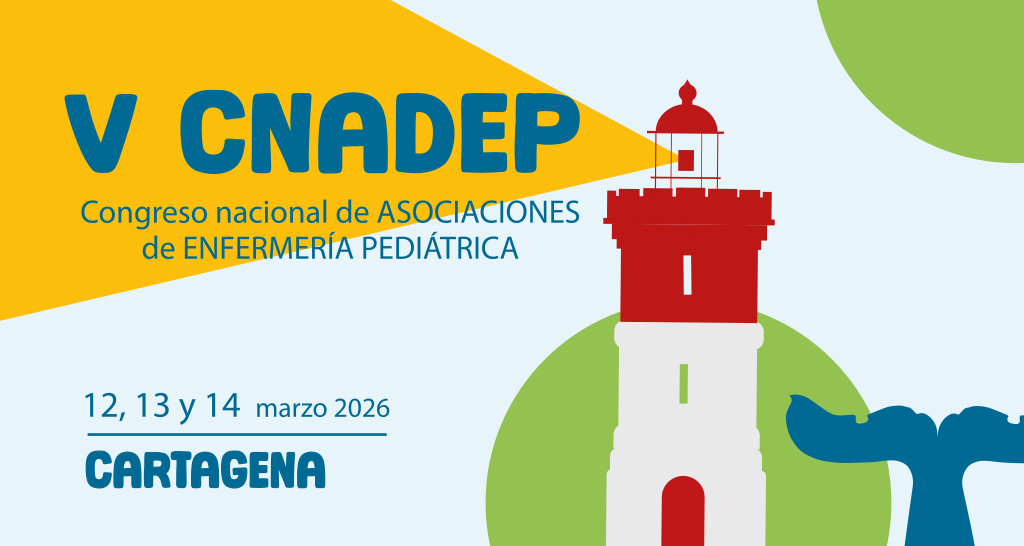 V CNADEP
Congreso nacional de ASOCIACIONES
de ENFERMERÍA PEDIÁTRICA
12, 13 y 14 marzo 2026
CARTAGENA